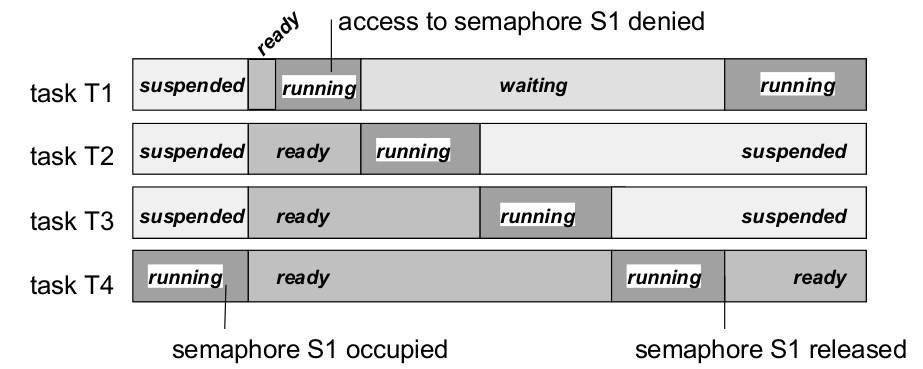 access to semaphore S1 denied
ready
task T1 suspended running waiting running
task T2 suspended ready running suspended
task T3 suspended ready running suspended
task T4 running ready running ready
semaphore S1 occupied semaphore S1 released